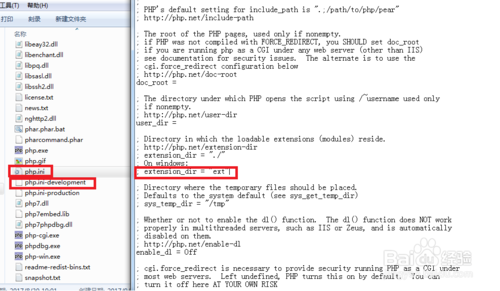 工具(T)  帮助(H)
打印  刻录  新建文件夹
名称
libeay32.dll
libenchant.dll
libpq.dll
libsasl.dll
libssh2.dll
license.txt
news.txt
nghttp2.dll
phar.phar.bat
pharcommand.phar
php.exe
php.gif
php.ini
php.ini-development
php.ini-production
php7.dll
php7embed.lib
php7phpdbg.dll
php-cgi.exe
phpdbg.exe
php-win.exe
readme-redist-bins.txt
snapshot.txt
; PHP's default setting for include_path is ".;/path/to/php/pear"
; http://php.net/include-path
; The root of the PHP pages, used only if nonempty.
; if PHP was not compiled with FORCE_REDIRECT, you SHOULD set doc_root
; if you are running php as a CGI under any web server (other than IIS)
; see documentation for security issues.  The alternate is to use the
; cgi.force_redirect configuration below
; http://php.net/doc-root
doc_root =
; The directory under which PHP opens the script using /~username used only
; if nonempty.
; http://php.net/user-dir
user_dir =
; Directory in which the loadable extensions (modules) reside.
; http://php.net/extension-dir
; extension_dir = "./"
; On windows:
extension_dir = "ext"
; Directory where the temporary files should be placed.
; Defaults to the system default (see sys_get_temp_dir)
; sys_temp_dir = "/tmp"
; Whether or not to enable the dl() function.  The dl() function does NOT work
; properly in multithreaded servers, such as IIS or Zeus, and is automatically
; disabled on them.
; http://php.net/enable-dl
enable_dl = Off
; cgi.force_redirect is necessary to provide security running PHP as a CGI under
; most web servers.  Left undefined, PHP turns this on by default.  You can
; turn it off here AT YOUR OWN RISK
Baidu 经验